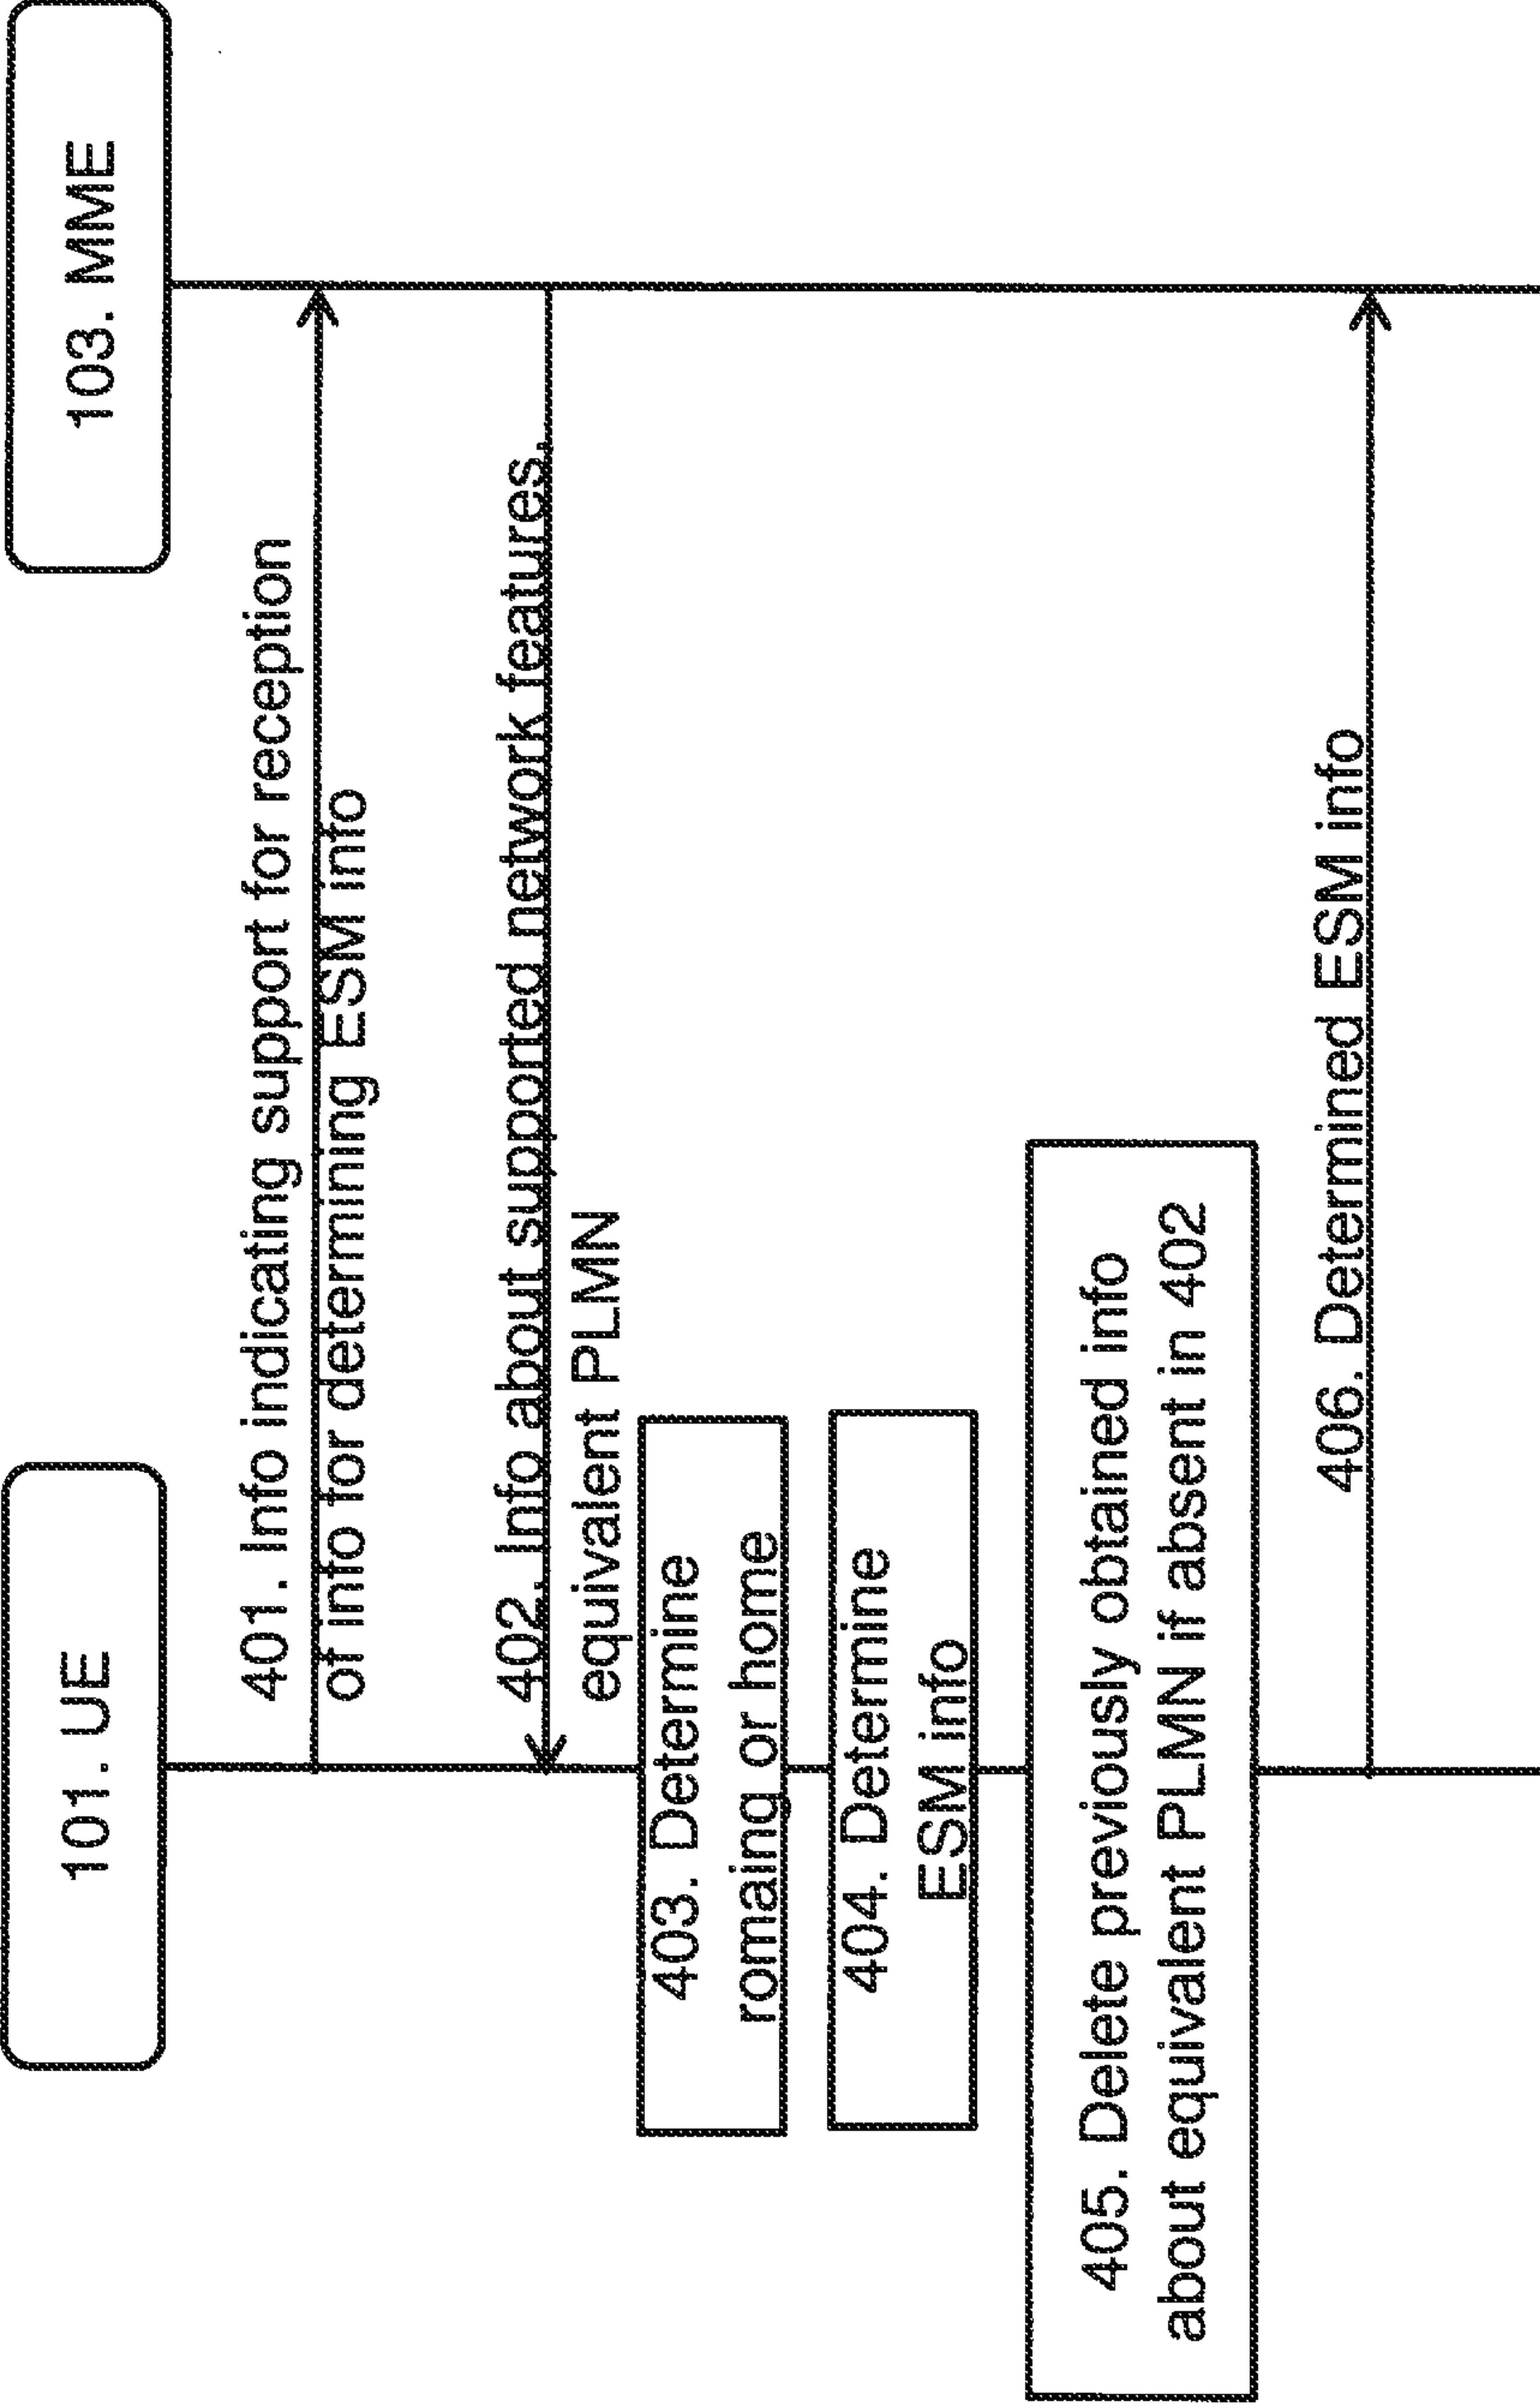 101. UE
103. MME
401. Info indicating support for reception
of info for determining ESM info
402. Info about supported network features,
equivalent PLMN
403. Determine
romaing or home
404. Determine
ESM info
405. Delete previously obtained info
about equivalent PLMN if absent in 402
406. Determined ESM info